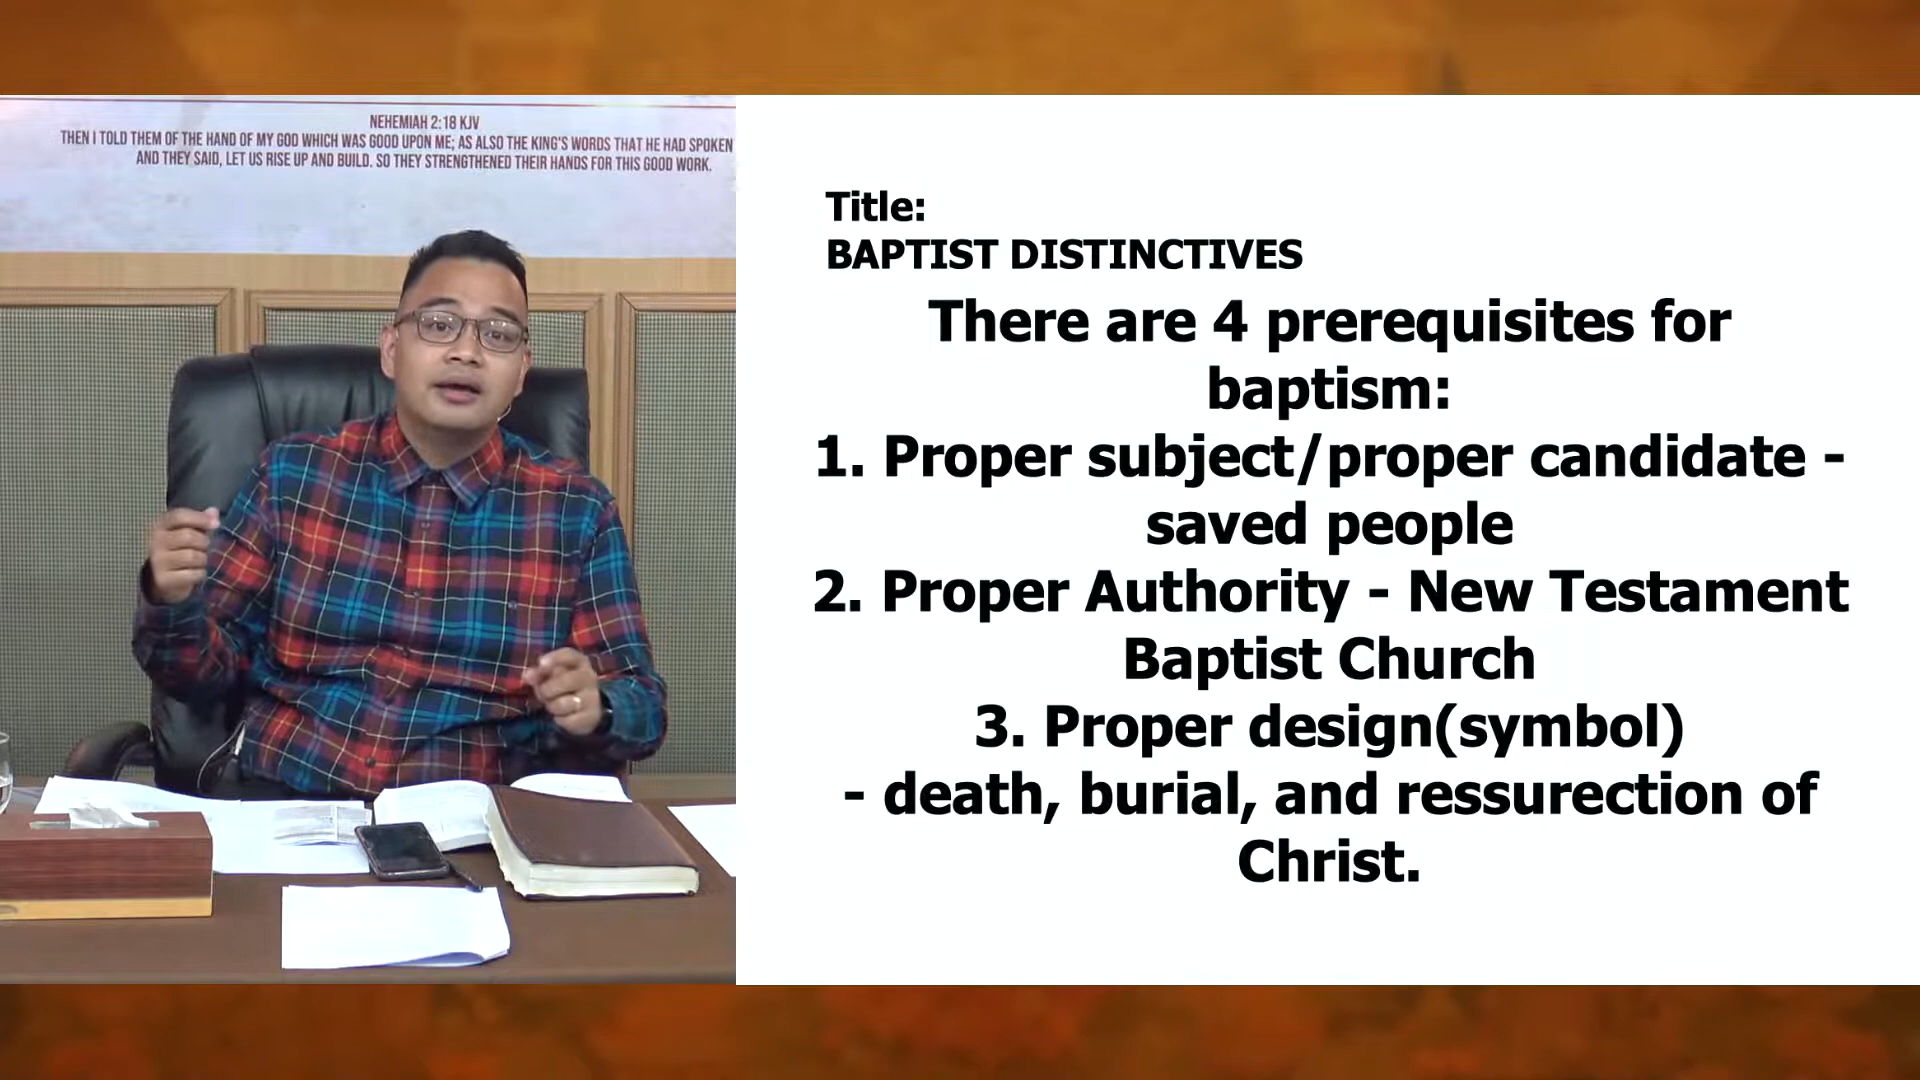 NEHEMIAH 2:18 KJV
THEN I TOLD THEM OF THE HAND OF MY GOD WHICH WAS GOOD UPON ME; AS ALSO THE KING'S WORDS THAT HE HAD SPOKEN
AND THEY SAID, LET US RISE UP AND BUILD. SO THEY STRENGTHENED THEIR HANDS FOR THIS GOOD WORK.
Title:
BAPTIST DISTINCTIVES
There are 4 prerequisites for
baptism:
1. Proper subject/proper candidate -
saved people
2. Proper Authority - New Testament
Baptist Church
3. Proper design(symbol)
- death, burial, and ressurection of
Christ.